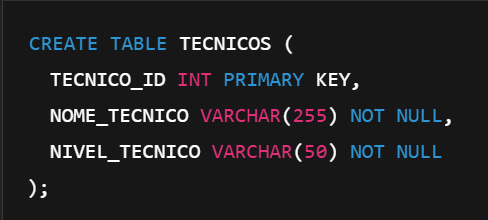 CREATE TABLE TECNICOS (
TECNICO_ID INT PRIMARY KEY,
NOME_TECNICO VARCHAR(255) NOT NULL,
NIVEL_TECNICO VARCHAR(50) NOT NULL
);